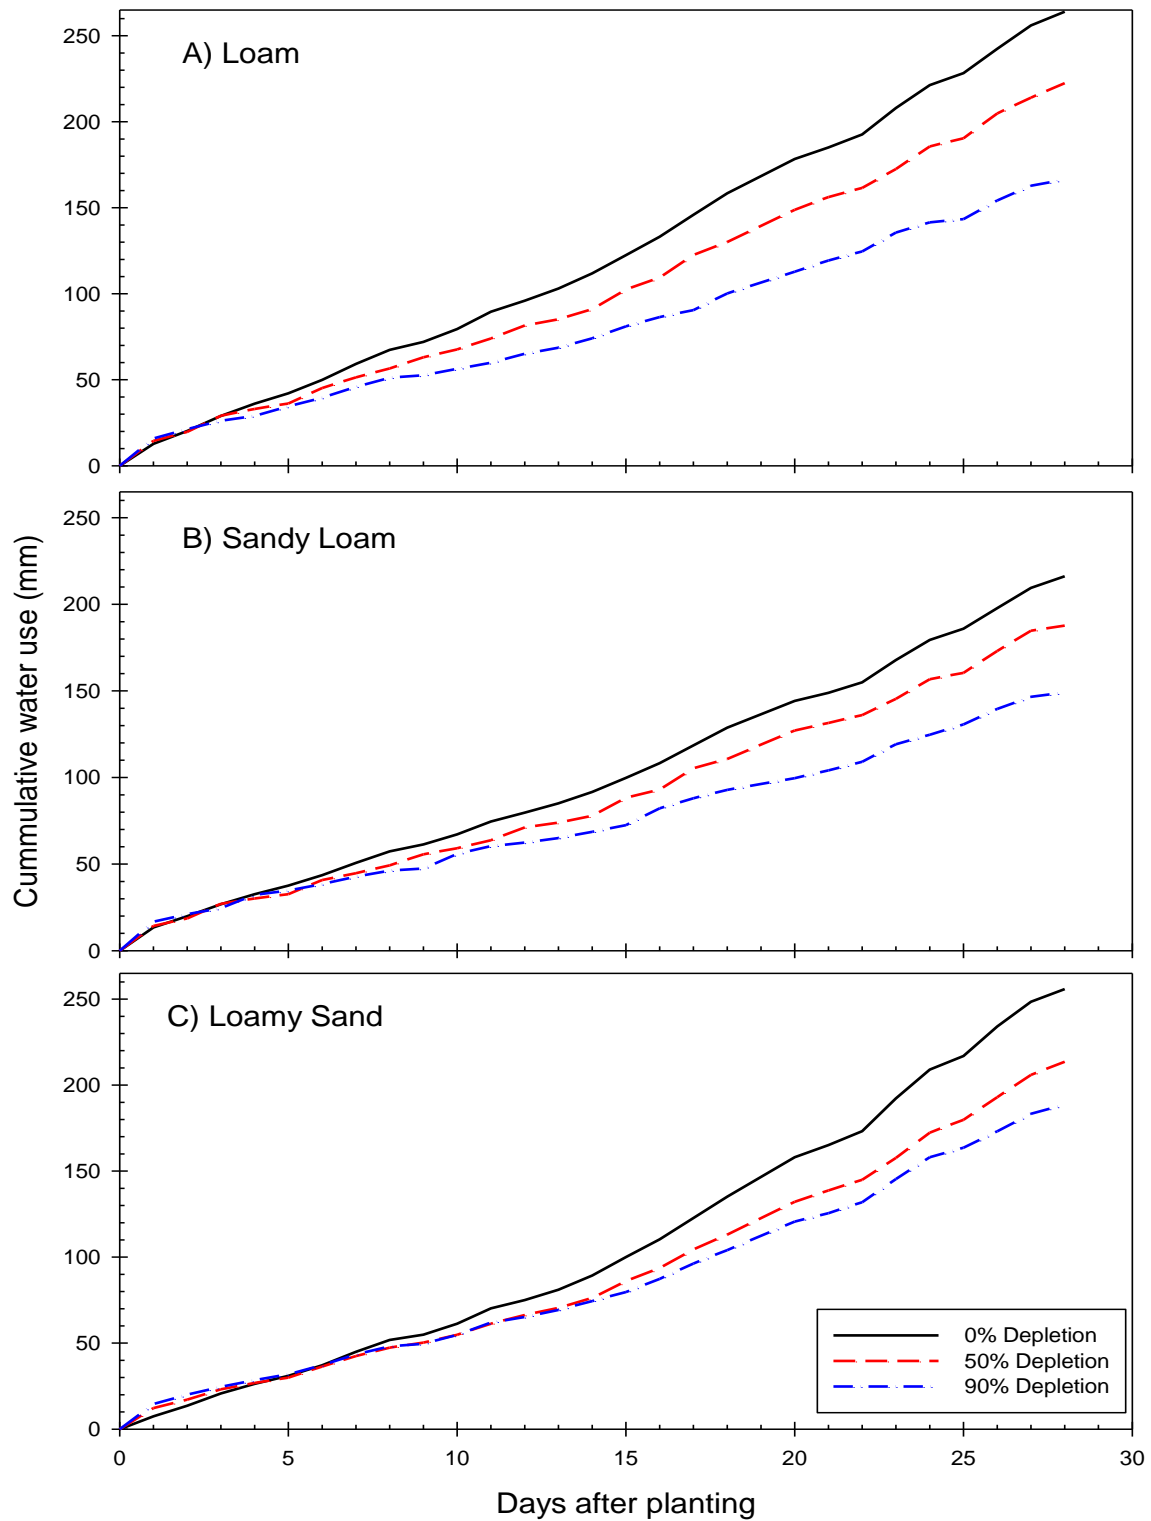 A) Loam
250
200
150
100
50
0
B) Sandy Loam
250
200
150
100
50
0
Cummulative water use (mm)
C) Loamy Sand
250
200
150
100
50
0
0% Depletion
50% Depletion
90% Depletion
0 5 10 15 20 25 30
Days after planting